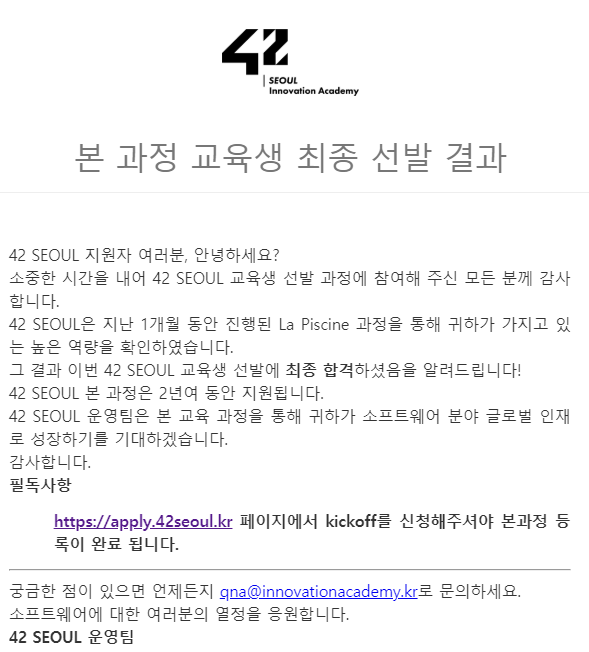 42
SEOUL
Innovation Academy
본 과정 교육생 최종 선발 결과
42 SEOUL 지원자 여러분, 안녕하세요?
소중한 시간을 내어 42 SEOUL 교육생 선발 과정에 참여해 주신 모든 분께 감사
합니다.
42 SEOUL은 지난 1개월 동안 진행된 La Piscine 과정을 통해 귀하가 가지고 있
는 높은 역량을 확인하였습니다.
그 결과 이번 42 SEOUL 교육생 선발에 최종 합격하셨음을 알려드립니다!
42 SEOUL 본 과정은 2년여 동안 지원됩니다.
42 SEOUL 운영팀은 본 교육 과정을 통해 귀하가 소프트웨어 분야 글로벌 인재
로 성장하기를 기대하겠습니다.
감사합니다.
필독사항
https://apply.42seoul.kr 페이지에서 kickoff를 신청해주셔야 본과정 등
록이 완료 됩니다.
궁금한 점이 있으면 언제든지 qna@innovationacademy.kr로 문의하세요.
소프트웨어에 대한 여러분의 열정을 응원합니다.
42 SEOUL 운영팀